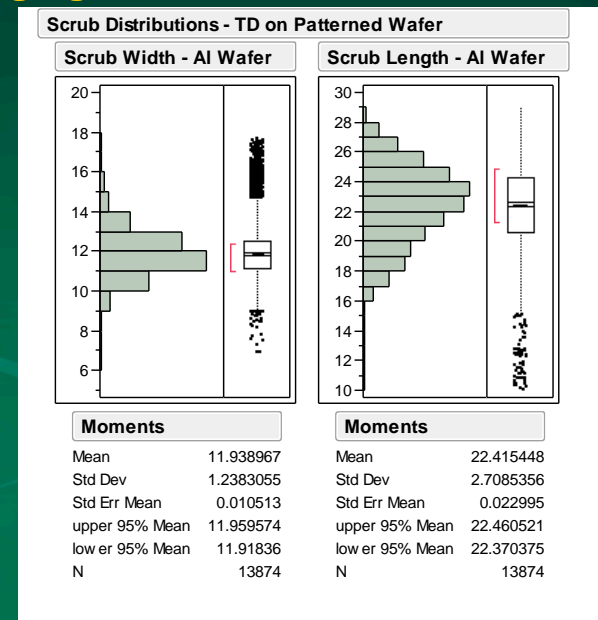 Scrub Distributions - TD on Patterned Wafer
Scrub Width - Al Wafer
20
18
16
14
12
10
8
6
Moments
Mean 11.938967
Std Dev 1.2383055
Std Err Mean 0.010513
upper 95% Mean 11.959574
lower 95% Mean 11.91836
N 13874
Scrub Length - Al Wafer
30
28
26
24
22
20
18
16
14
12
10
Moments
Mean 22.415448
Std Dev 2.7085356
Std Err Mean 0.022995
upper 95% Mean 22.460521
lower 95% Mean 22.370375
N 13874